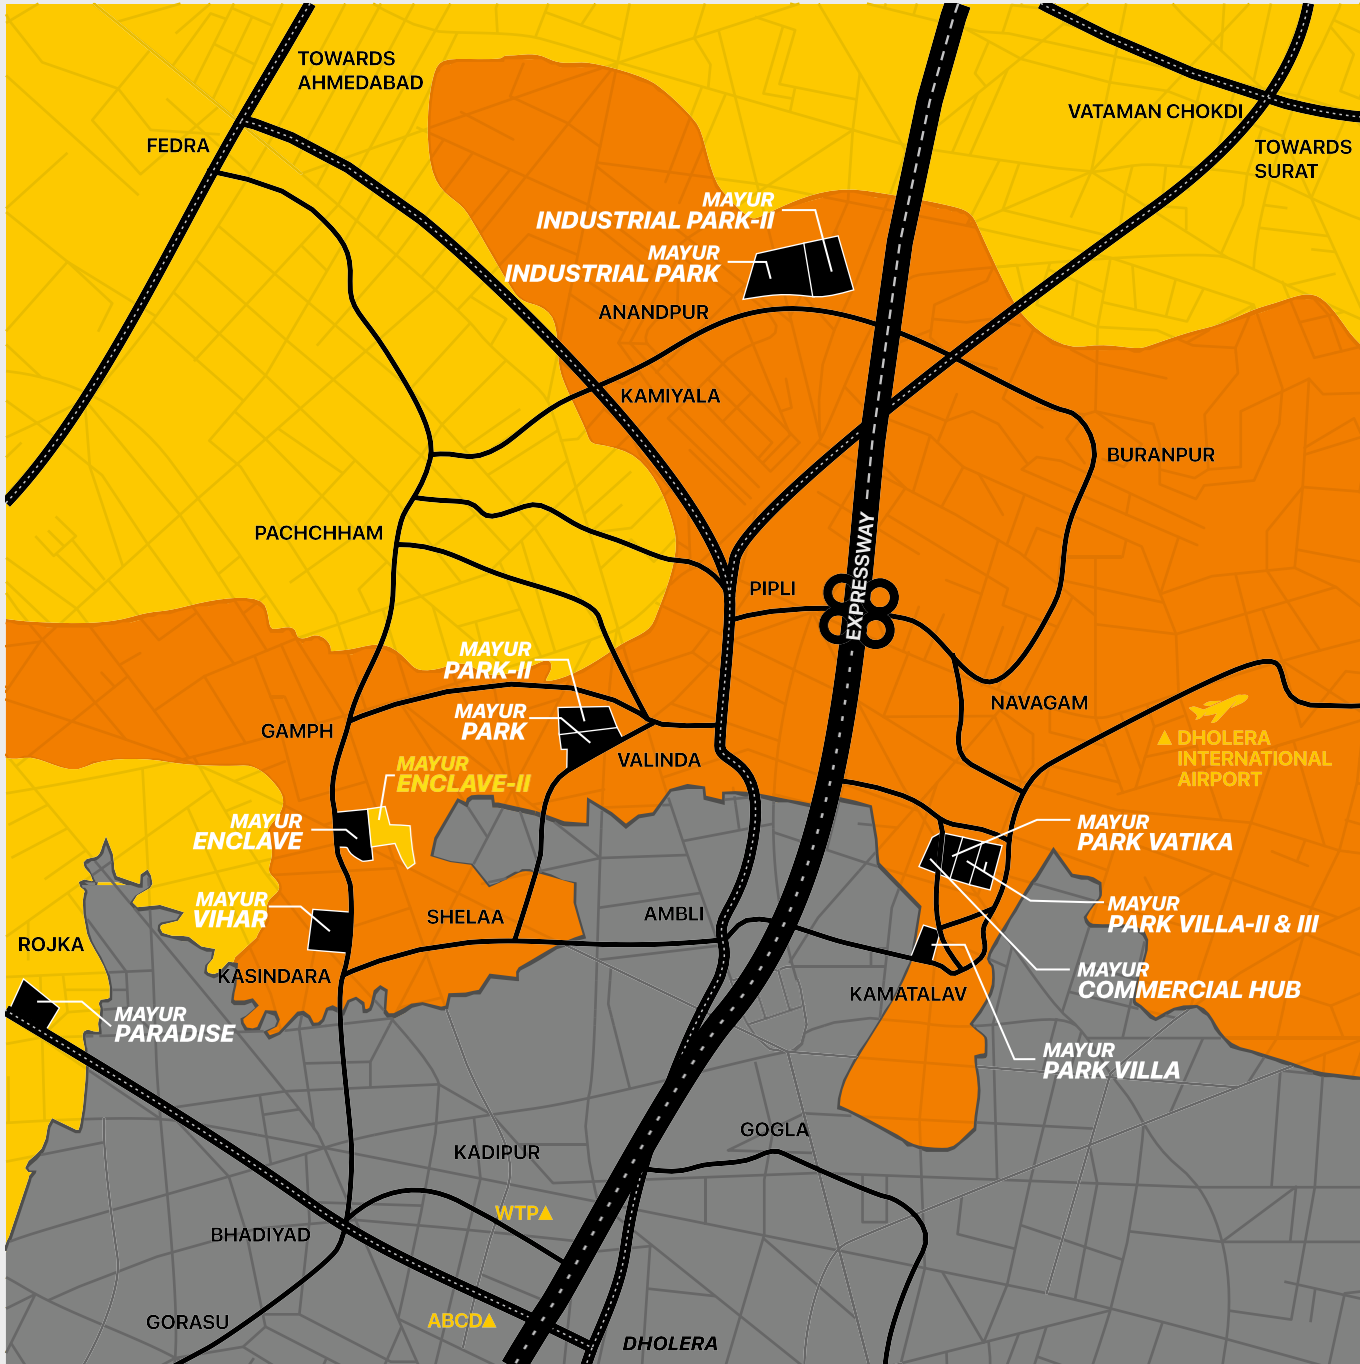 TOWARDS
AHMEDABAD
FEDRA
VATAMAN CHOKDI
TOWARDS
SURAT
MAYUR
INDUSTRIAL PARK-II
MAYUR
INDUSTRIAL PARK
ANANDPUR
KAMIYALA
BURANPUR
PACHCHHAM
EXPRESSWAY
PIPLI
MAYUR
PARK-II
MAYUR
PARK
GAMPH
VALINDA
NAVAGAM
▲ DHOLERA
INTERNATIONAL
AIRPORT
MAYUR
ENCLAVE-II
MAYUR
ENCLAVE
MAYUR
PARK VATIKA
MAYUR
VIHAR
SHELAA
AMBLI
MAYUR
PARK VILLA-II & III
ROJKA
KASINDARA
KAMATALAV
MAYUR
COMMERCIAL HUB
MAYUR
PARADISE
MAYUR
PARK VILLA
GOGLA
KADIPUR
WTP▲
BHADIYAD
GORASU
ABCD▲
DHOLERA